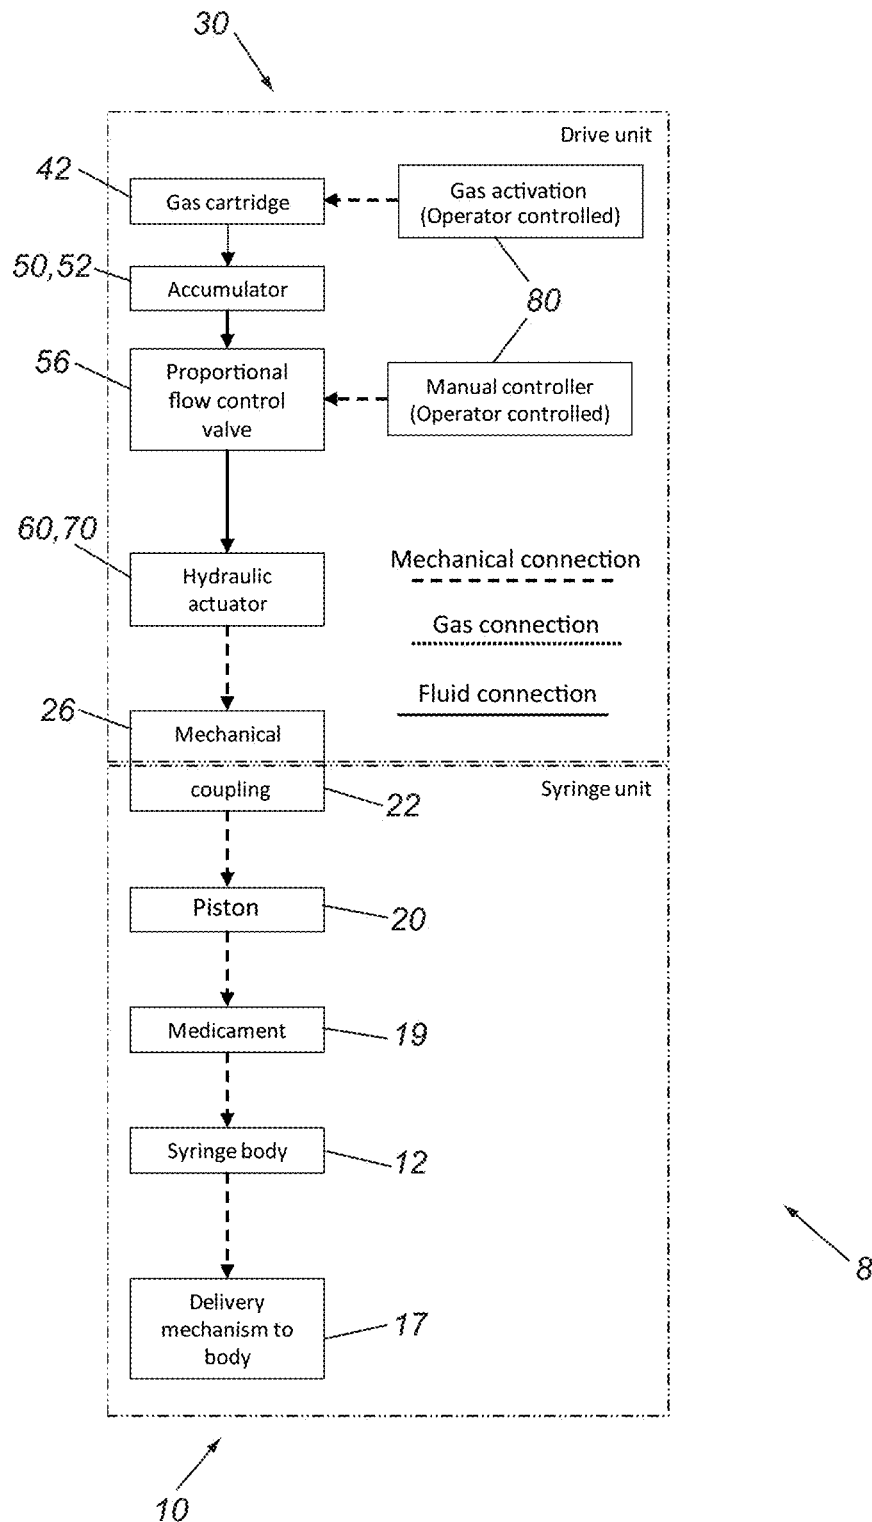 30
Drive unit
42
Gas cartridge
Gas activation
(Operator controlled)
50,52
Accumulator
80
56
Proportional
flow control
valve
Manual controller
(Operator controlled)
60,70
Hydraulic
actuator
Mechanical connection
Gas connection
Fluid connection
26
Mechanical
coupling
Syringe unit
22
Piston
20
Medicament
19
Syringe body
12
8
Delivery
mechanism to
body
17
10